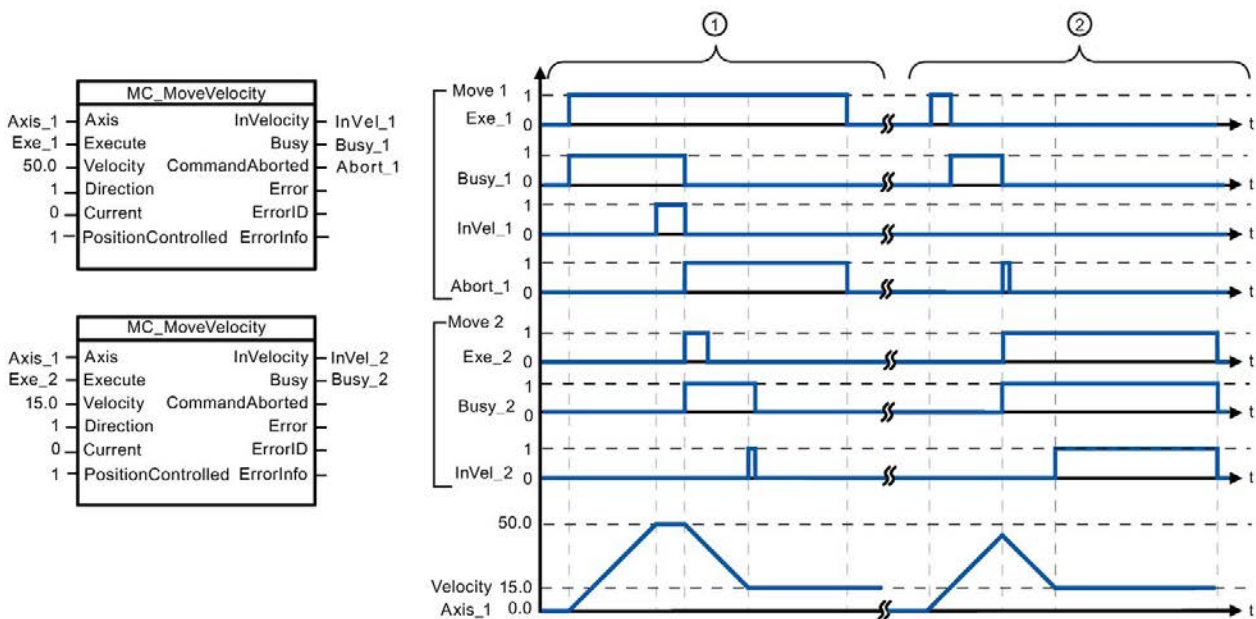 ① ②
MC_MoveVelocity
Axis_1 Axis InVelocity InVel_1
Exe_1 Execute Busy Busy_1
50.0 Velocity CommandAborted Abort_1
1 Direction Error
0 Current ErrorID
1 PositionControlled ErrorInfo
MC_MoveVelocity
Axis_1 Axis InVelocity InVel_2
Exe_2 Execute Busy Busy_2
15.0 Velocity CommandAborted
1 Direction Error
0 Current ErrorID
1 PositionControlled ErrorInfo
Move 1
1
Exe_1 0 t
1
Busy_1 0 t
1
InVel_1 0 t
1
Abort_1 0 t
Move 2
1
Exe_2 0 t
1
Busy_2 0 t
1
InVel_2 0 t
50.0
Velocity 15.0
Axis_1 0.0 t